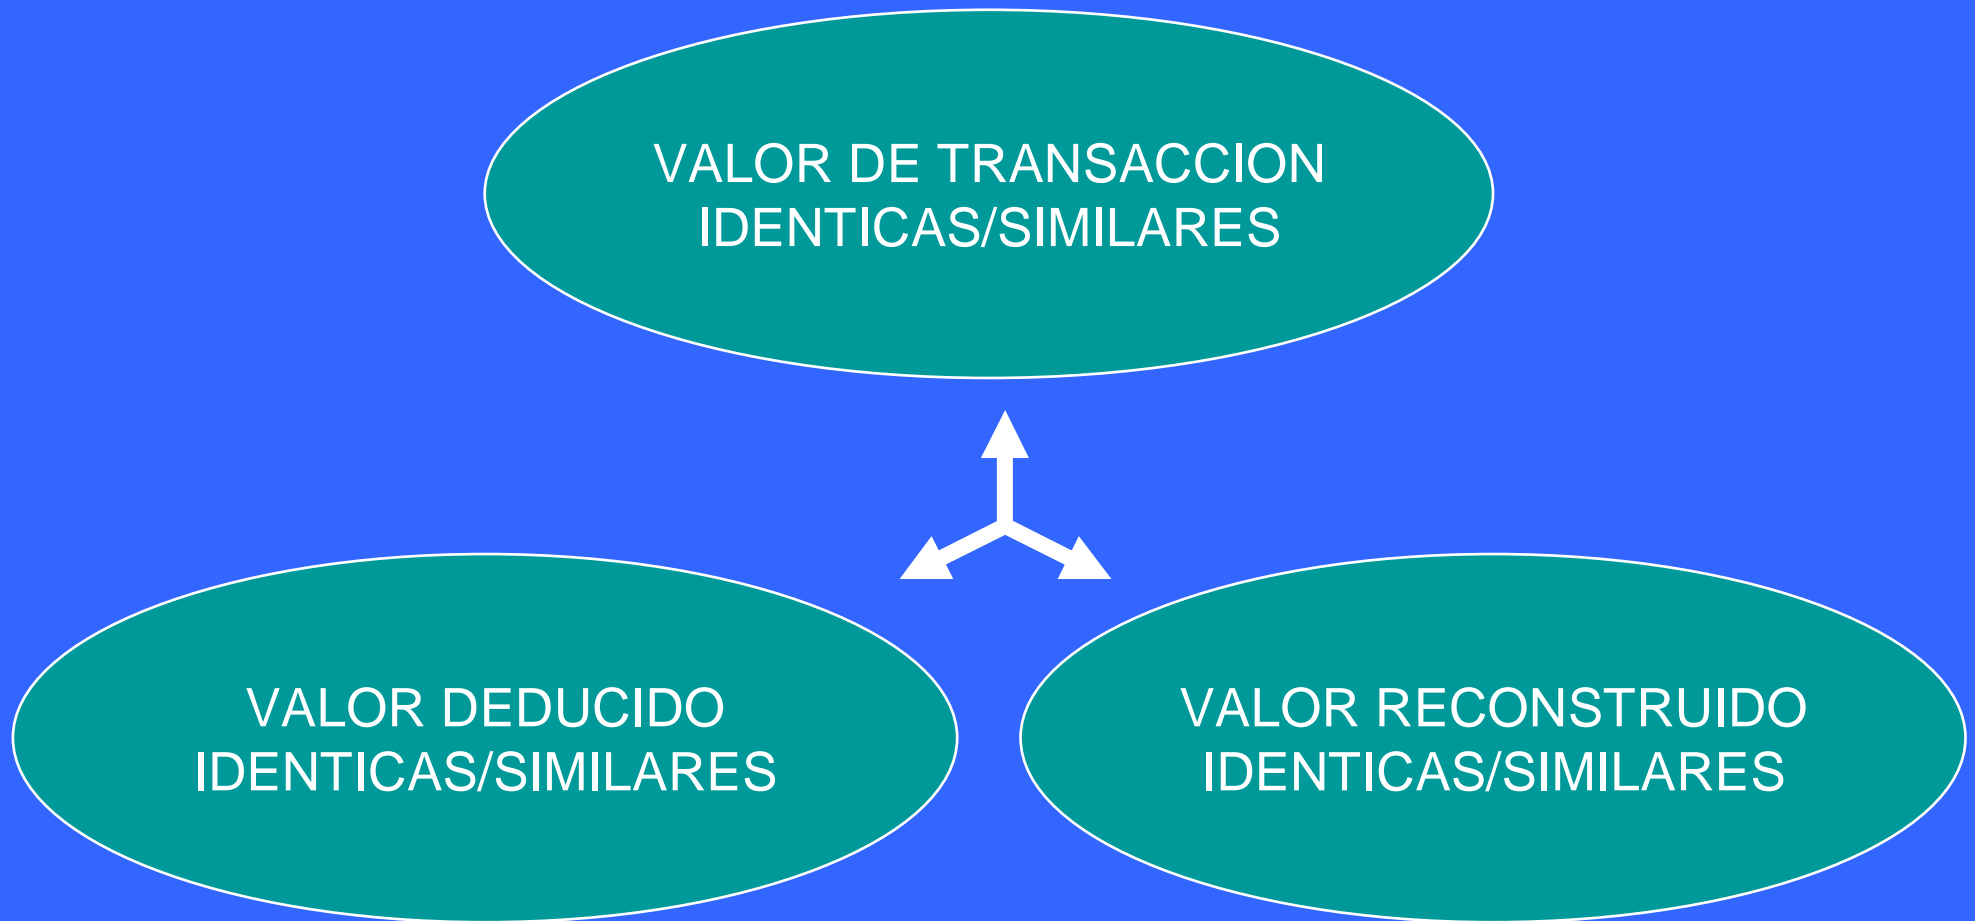 VALOR DE TRANSACCION
IDENTICAS/SIMILARES
VALOR DEDUCIDO
IDENTICAS/SIMILARES
VALOR RECONSTRUIDO
IDENTICAS/SIMILARES